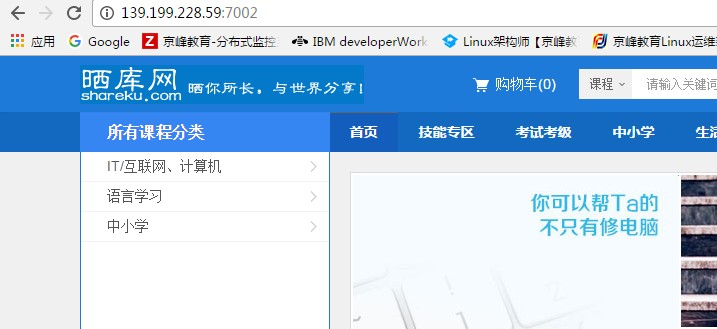 139.199.228.59:7002
应用 Google Z 京峰教育-分布式监控 IBM developerWork Linux架构师【京峰教 京峰教育Linux运维
晒库网
shareku.com 晒你所长，与世界分享
购物车(0) 课程 请输入关键词
所有课程分类 首页 技能专区 考试考级 中小学 生活
IT/互联网、计算机
语言学习
中小学
你可以帮Ta的
不只有修电脑